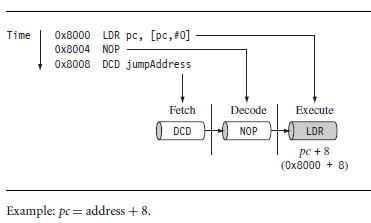 Time 0x8000 LDR pc, [pc,#0]
0x8004 NOP
0x8008 DCD jumpAddress
Fetch Decode Execute
DCD NOP LDR
pc + 8
(0x8000 + 8)
Example: pc = address + 8.